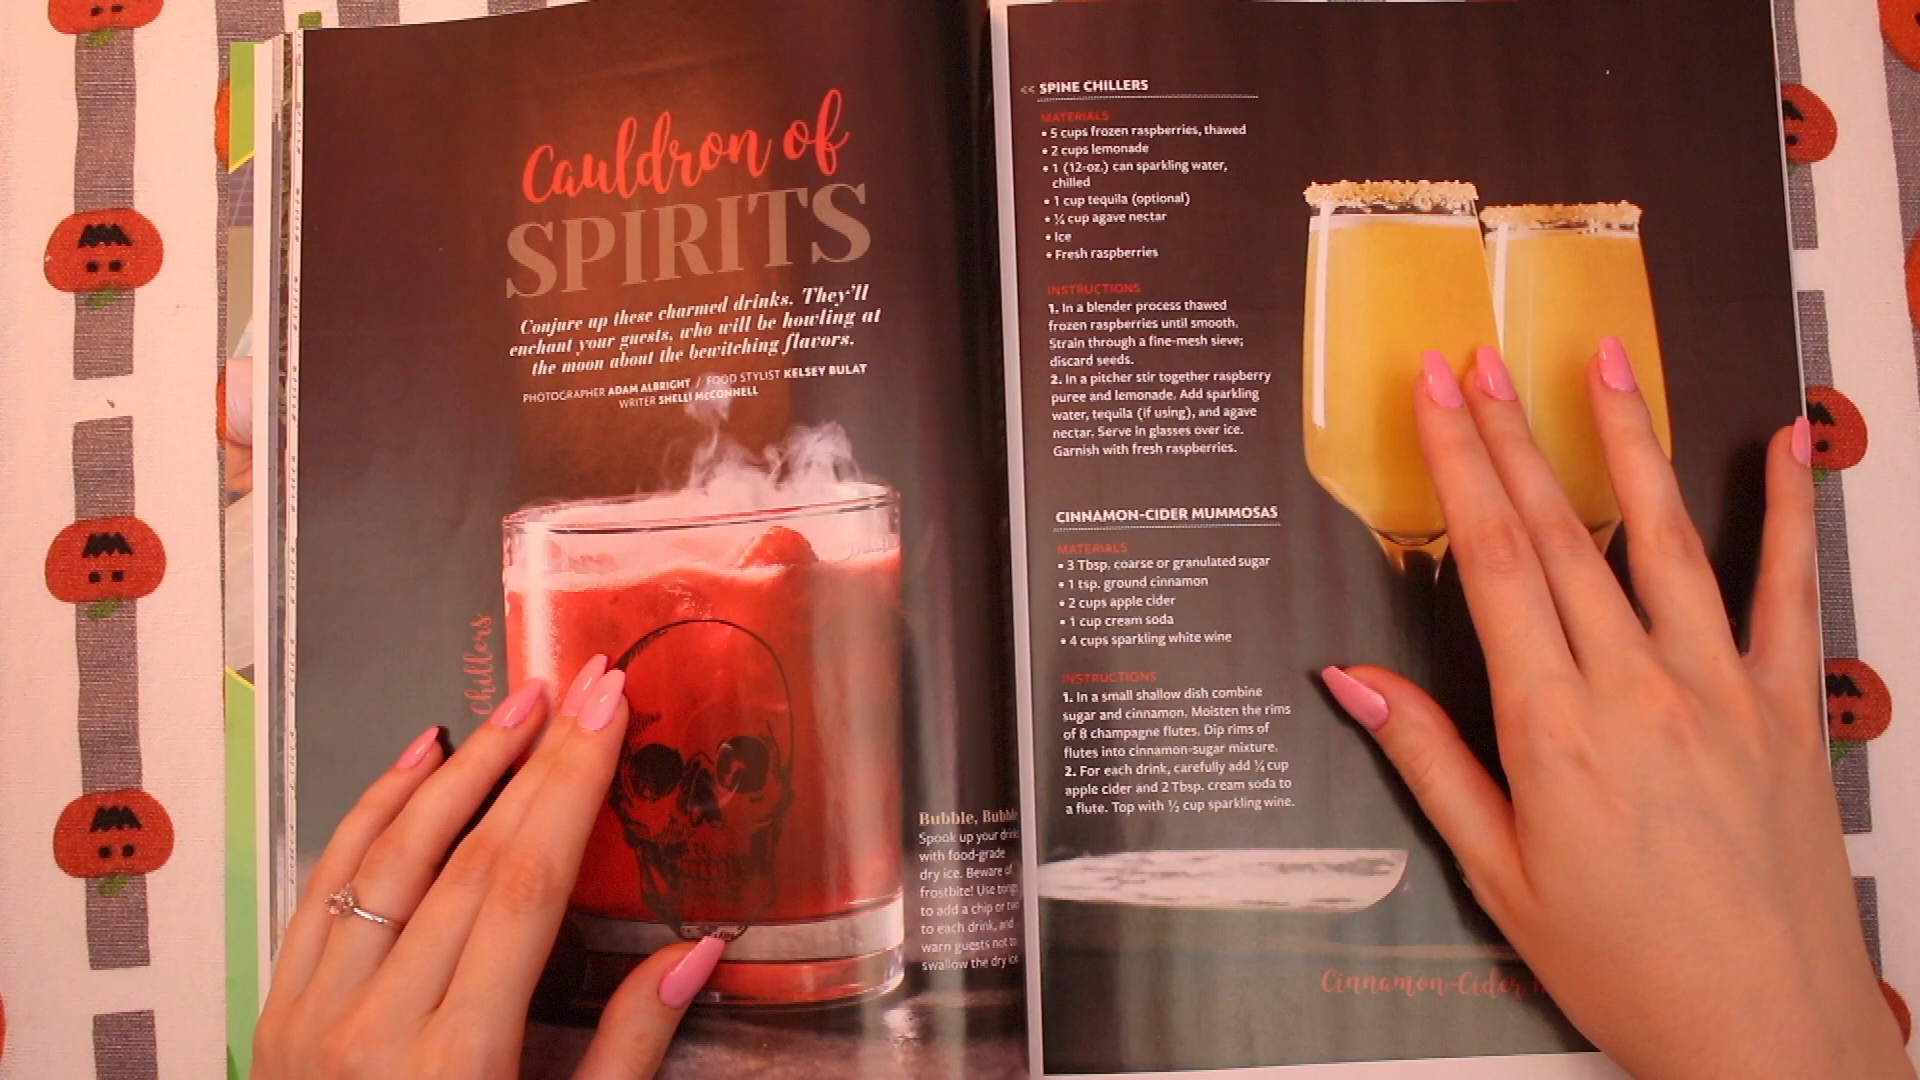 Cauldron of
SPIRITS
Conjure up these charmed drinks. They'll
enchant your guests, who will be howling at
the moon about the bewitching flavors.
PHOTOGRAPHER ADAM ALBRIGHT / FOOD STYLIST KELSEY BULAT
WRITER SHELLI McCONNELL
Chillers
Bubble, Bubble
Spook up your drinks
with food-grade
dry ice. Beware of
frostbite! Use tongs
to add a chip or two
to each drink, and
warn guests not to
swallow the dry ice
<< SPINE CHILLERS
MATERIALS
• 5 cups frozen raspberries, thawed
• 2 cups lemonade
• 1 (12-oz.) can sparkling water,
chilled
• 1 cup tequila (optional)
• ¼ cup agave nectar
• Ice
• Fresh raspberries
INSTRUCTIONS
1. In a blender process thawed
frozen raspberries until smooth.
Strain through a fine-mesh sieve;
discard seeds.
2. In a pitcher stir together raspberry
puree and lemonade. Add sparkling
water, tequila (if using), and agave
nectar. Serve in glasses over ice.
Garnish with fresh raspberries.
CINNAMON-CIDER MUMMOSAS
MATERIALS
• 3 Tbsp. coarse or granulated sugar
• 1 tsp. ground cinnamon
• 2 cups apple cider
• 1 cup cream soda
• 4 cups sparkling white wine
INSTRUCTIONS
1. In a small shallow dish combine
sugar and cinnamon. Moisten the rims
of 8 champagne flutes. Dip rims of
flutes into cinnamon-sugar mixture.
2. For each drink, carefully add ¼ cup
apple cider and 2 Tbsp. cream soda to
a flute. Top with ½ cup sparkling wine.
Cinnamon-Cider